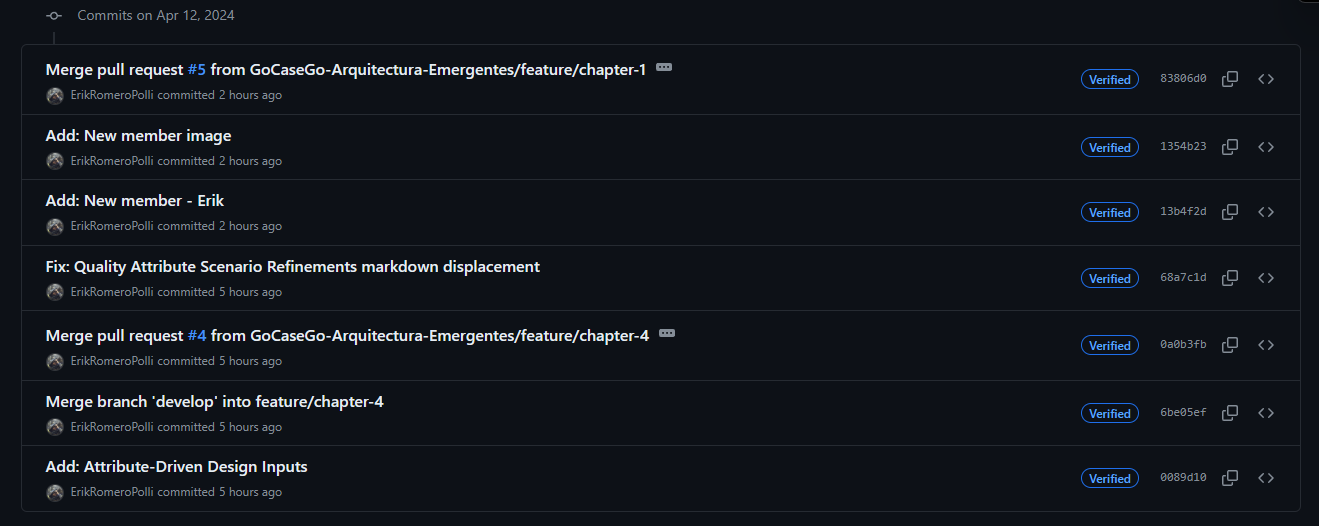 Commits on Apr 12, 2024
Merge pull request #5 from GoCaseGo-Arquitectura-Emergentes/feature/chapter-1
ErikRomeroPolli committed 2 hours ago
Verified
83806d0
Add: New member image
ErikRomeroPolli committed 2 hours ago
Verified
1354b23
Add: New member - Erik
ErikRomeroPolli committed 2 hours ago
Verified
13b4f2d
Fix: Quality Attribute Scenario Refinements markdown displacement
ErikRomeroPolli committed 5 hours ago
Verified
68a7c1d
Merge pull request #4 from GoCaseGo-Arquitectura-Emergentes/feature/chapter-4
ErikRomeroPolli committed 5 hours ago
Verified
0a0b3fb
Merge branch 'develop' into feature/chapter-4
ErikRomeroPolli committed 5 hours ago
Verified
6be05ef
Add: Attribute-Driven Design Inputs
ErikRomeroPolli committed 5 hours ago
Verified
0089d10